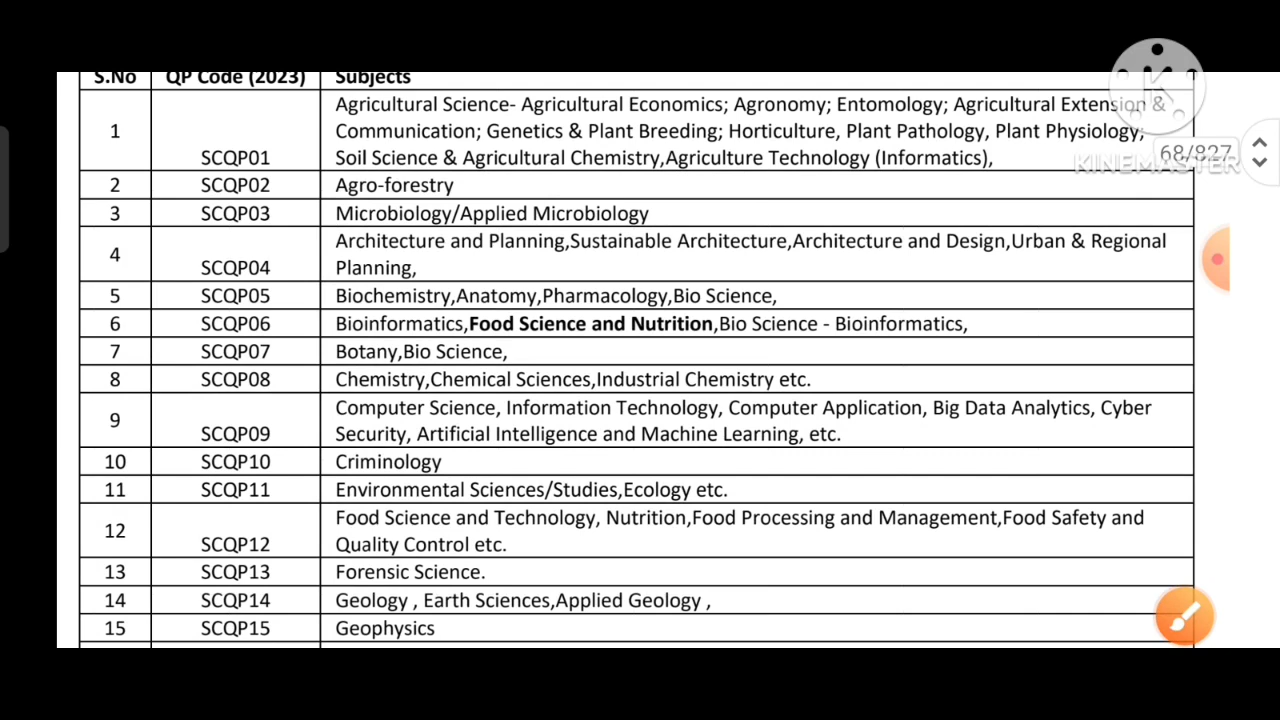 S.No QP Code (2023) Subjects
Agricultural Science- Agricultural Economics; Agronomy; Entomology; Agricultural Extension &
1 Communication; Genetics & Plant Breeding; Horticulture, Plant Pathology, Plant Physiology;
SCQP01 Soil Science & Agricultural Chemistry,Agriculture Technology (Informatics),
68/827
KINEMASTER
2 SCQP02 Agro-forestry
3 SCQP03 Microbiology/Applied Microbiology
4 Architecture and Planning,Sustainable Architecture,Architecture and Design,Urban & Regional
SCQP04 Planning,
5 SCQP05 Biochemistry,Anatomy,Pharmacology,Bio Science,
6 SCQP06 Bioinformatics,Food Science and Nutrition,Bio Science - Bioinformatics,
7 SCQP07 Botany,Bio Science,
8 SCQP08 Chemistry,Chemical Sciences,Industrial Chemistry etc.
9 Computer Science, Information Technology, Computer Application, Big Data Analytics, Cyber
SCQP09 Security, Artificial Intelligence and Machine Learning, etc.
10 SCQP10 Criminology
11 SCQP11 Environmental Sciences/Studies,Ecology etc.
12 Food Science and Technology, Nutrition,Food Processing and Management,Food Safety and
SCQP12 Quality Control etc.
13 SCQP13 Forensic Science.
14 SCQP14 Geology , Earth Sciences,Applied Geology ,
15 SCQP15 Geophysics